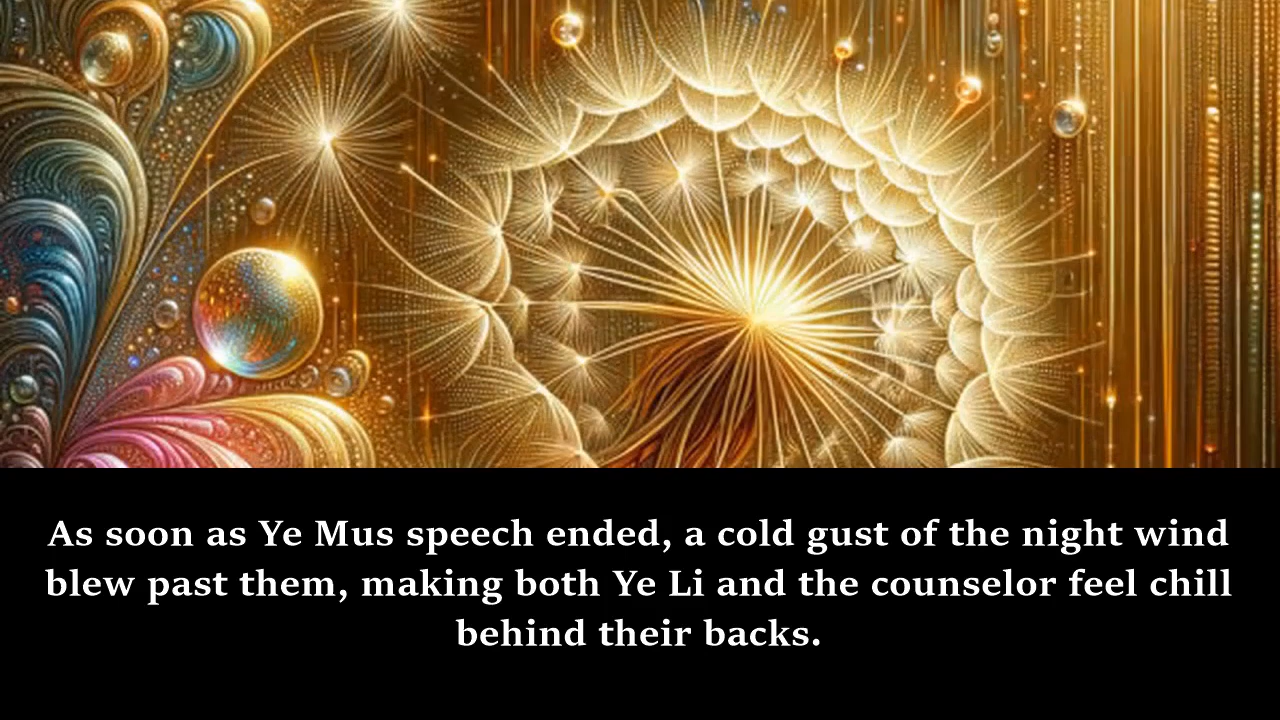 As soon as Ye Mus speech ended, a cold gust of the night wind
blew past them, making both Ye Li and the counselor feel chill
behind their backs.